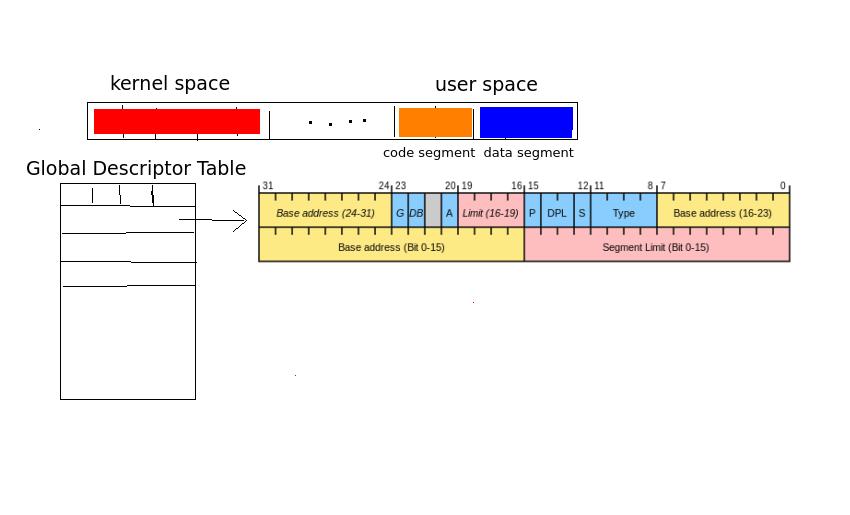 kernel space user space
code segment data segment
Global Descriptor Table
31 24 23 20 19 16 15 12 11 8 7 0
Base address (24-31) G DB A Limit (16-19) P DPL S Type Base address (16-23)
Base address (Bit 0-15) Segment Limit (Bit 0-15)